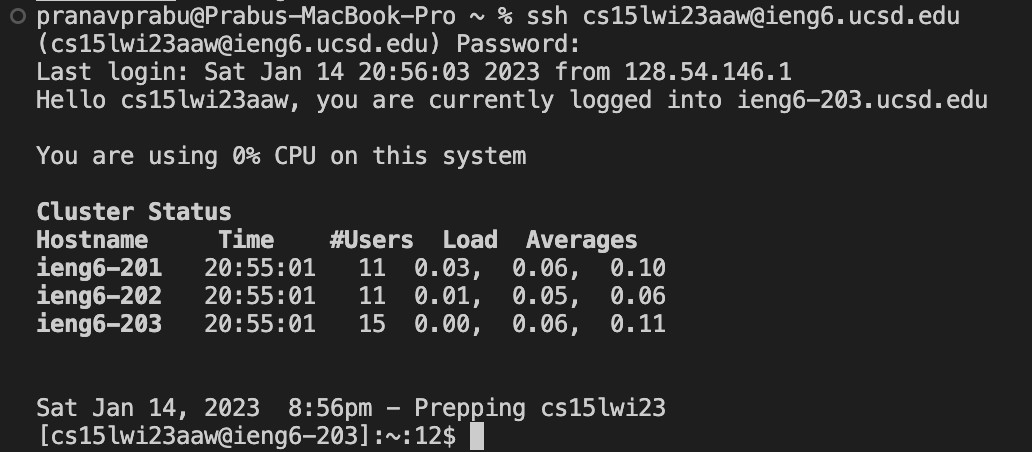 pranavprabu@Prabus-MacBook-Pro ~ % ssh cs15lwi23aaw@ieng6.ucsd.edu
(cs15lwi23aaw@ieng6.ucsd.edu) Password:
Last login: Sat Jan 14 20:56:03 2023 from 128.54.146.1
Hello cs15lwi23aaw, you are currently logged into ieng6-203.ucsd.edu

You are using 0% CPU on this system

Cluster Status
Hostname     Time    #Users  Load  Averages
ieng6-201   20:55:01   11  0.03,  0.06,  0.10
ieng6-202   20:55:01   11  0.01,  0.05,  0.06
ieng6-203   20:55:01   15  0.00,  0.06,  0.11

Sat Jan 14, 2023  8:56pm - Prepping cs15lwi23
[cs15lwi23aaw@ieng6-203]:~:12$